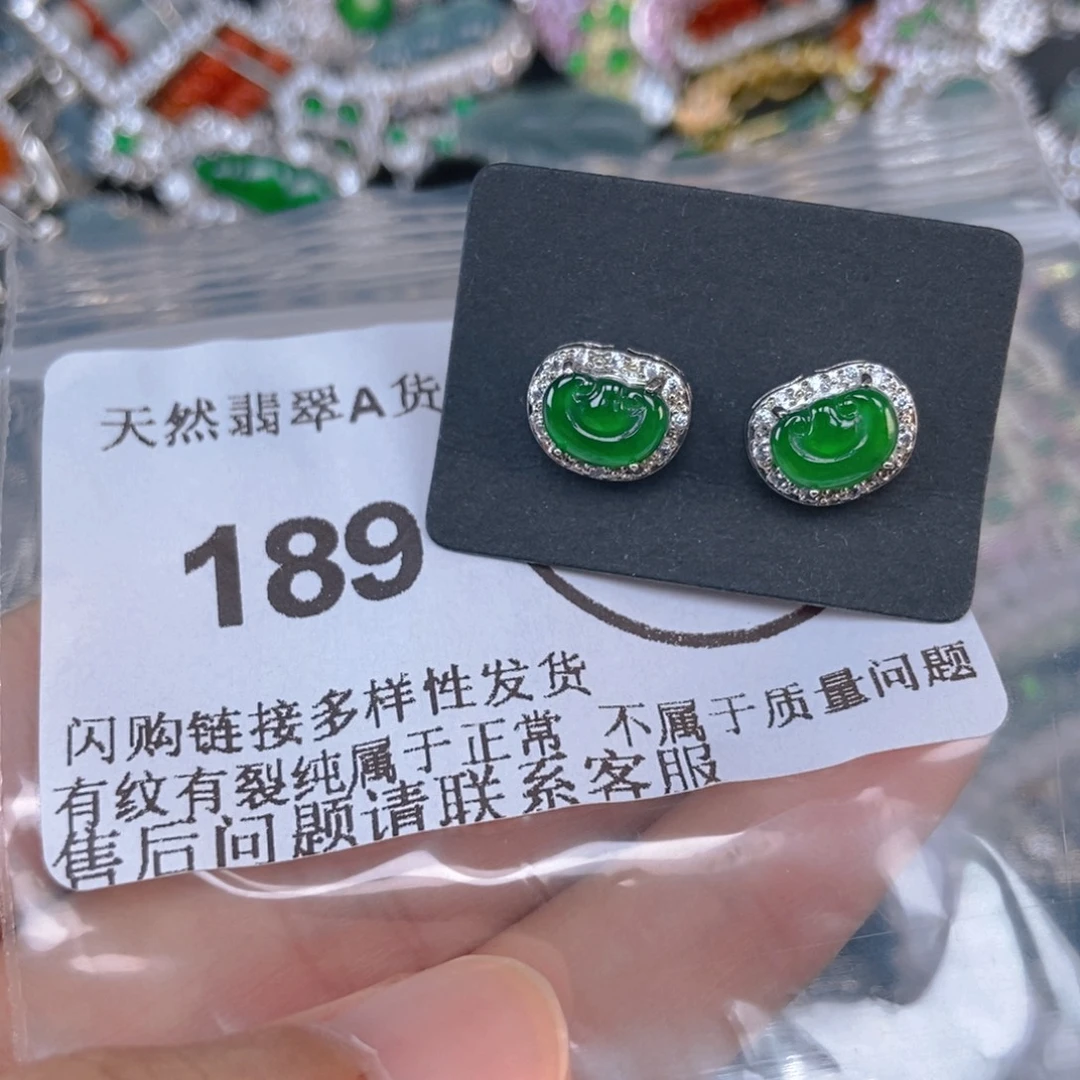 天然翡翠A货
189
闪购链接多样性发货
有纹有裂纯属于正常 不属于质量问题
售后问题请联系客服